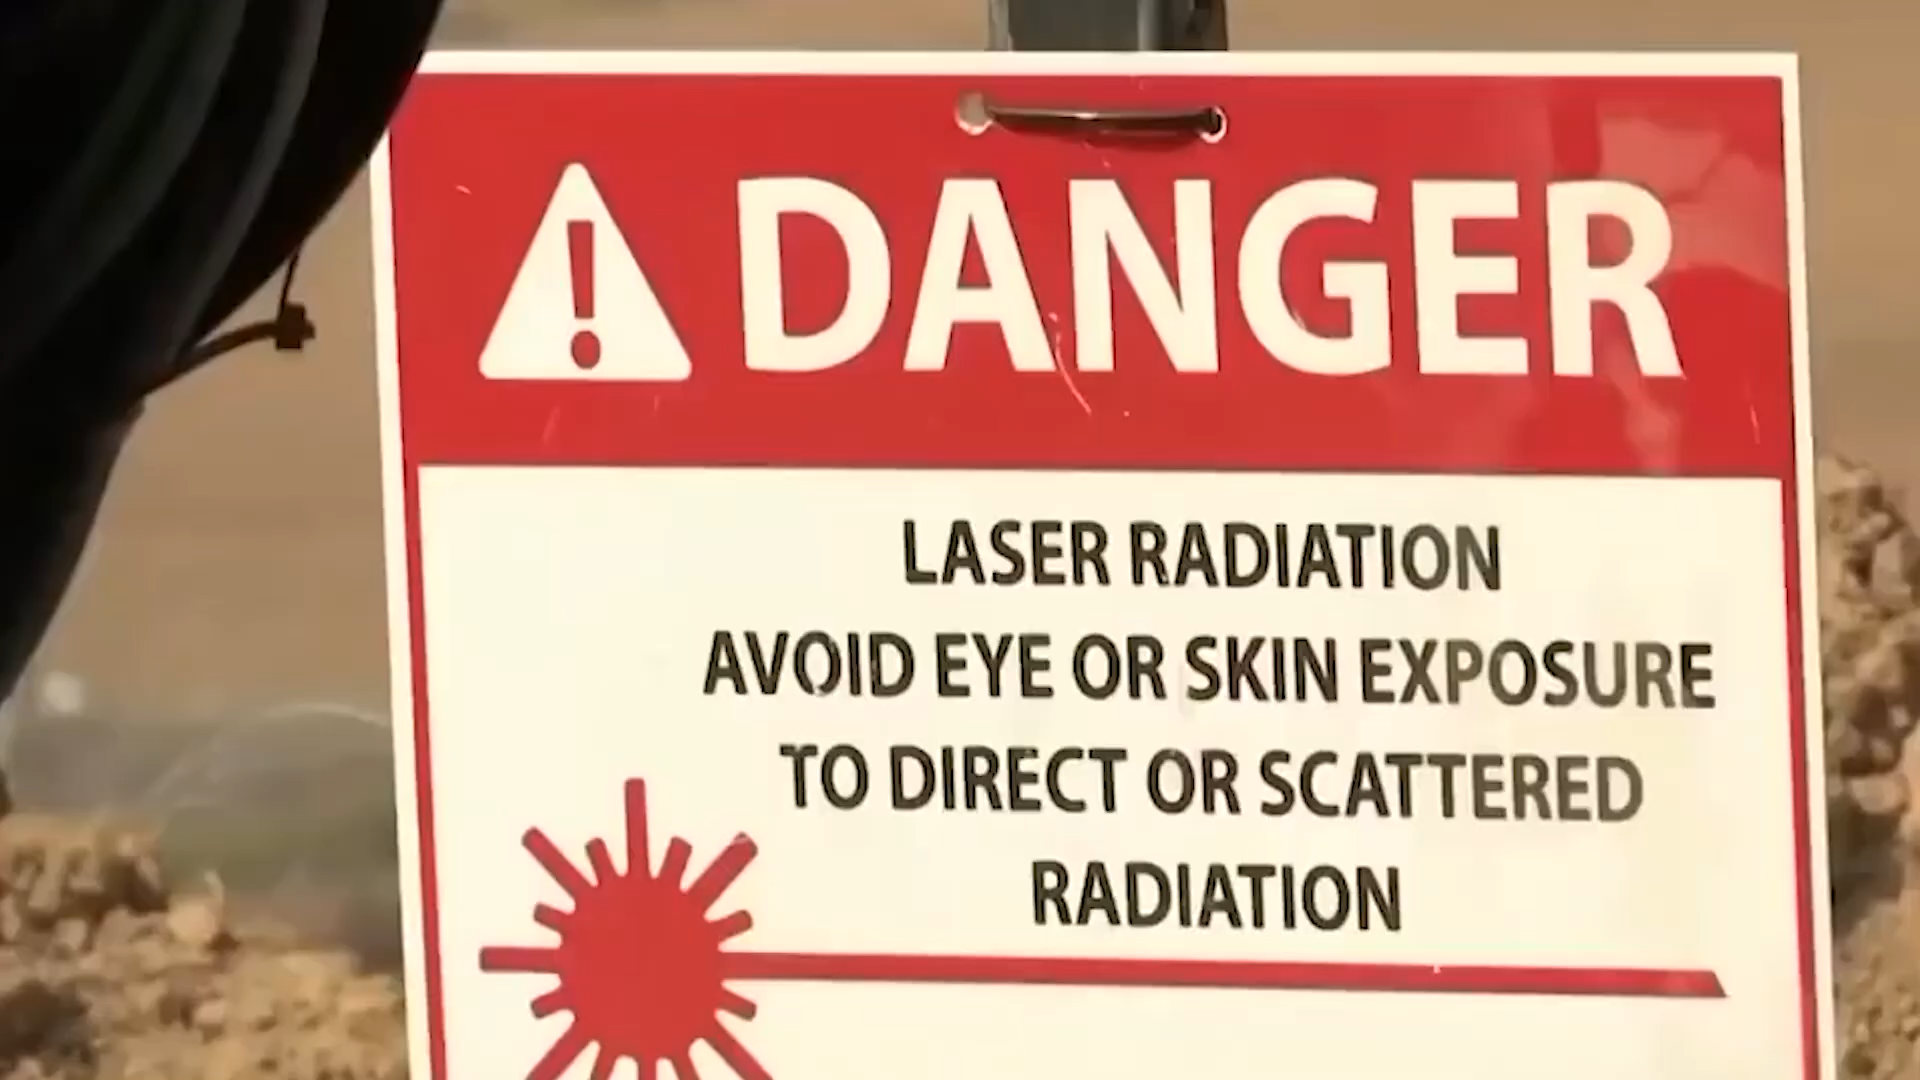 DANGER
LASER RADIATION
AVOID EYE OR SKIN EXPOSURE
TO DIRECT OR SCATTERED
RADIATION